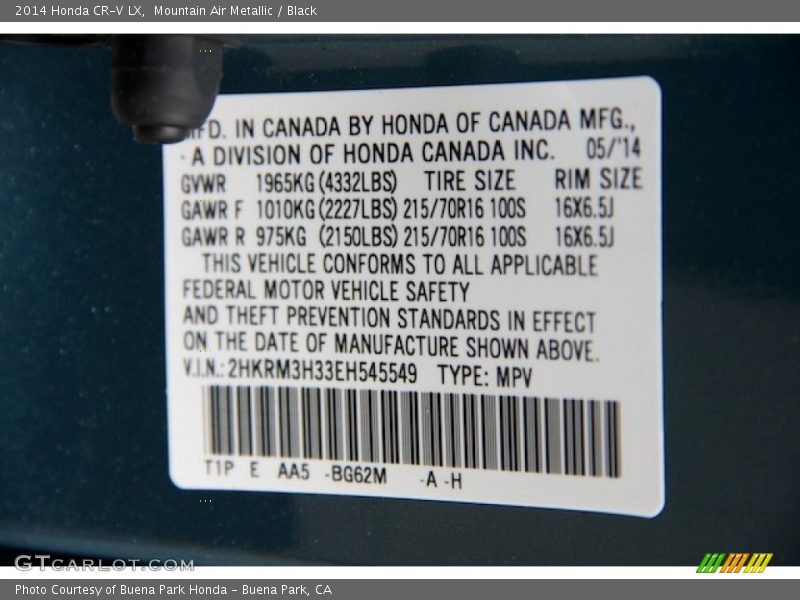 2014 Honda CR-V LX, Mountain Air Metallic / Black
MFD. IN CANADA BY HONDA OF CANADA MFG.,
A DIVISION OF HONDA CANADA INC. 05/'14
GVWR 1965KG (4332LBS) TIRE SIZE RIM SIZE
GAWR F 1010KG (2227LBS) 215/70R16 100S 16X6.5J
GAWR R 975KG (2150LBS) 215/70R16 100S 16X6.5J
THIS VEHICLE CONFORMS TO ALL APPLICABLE
FEDERAL MOTOR VEHICLE SAFETY
AND THEFT PREVENTION STANDARDS IN EFFECT
ON THE DATE OF MANUFACTURE SHOWN ABOVE.
V.I.N.: 2HKRM3H33EH545549 TYPE: MPV
T1P E AA5 -BG62M -A -H
GTCARLOT.COM
Photo Courtesy of Buena Park Honda - Buena Park, CA